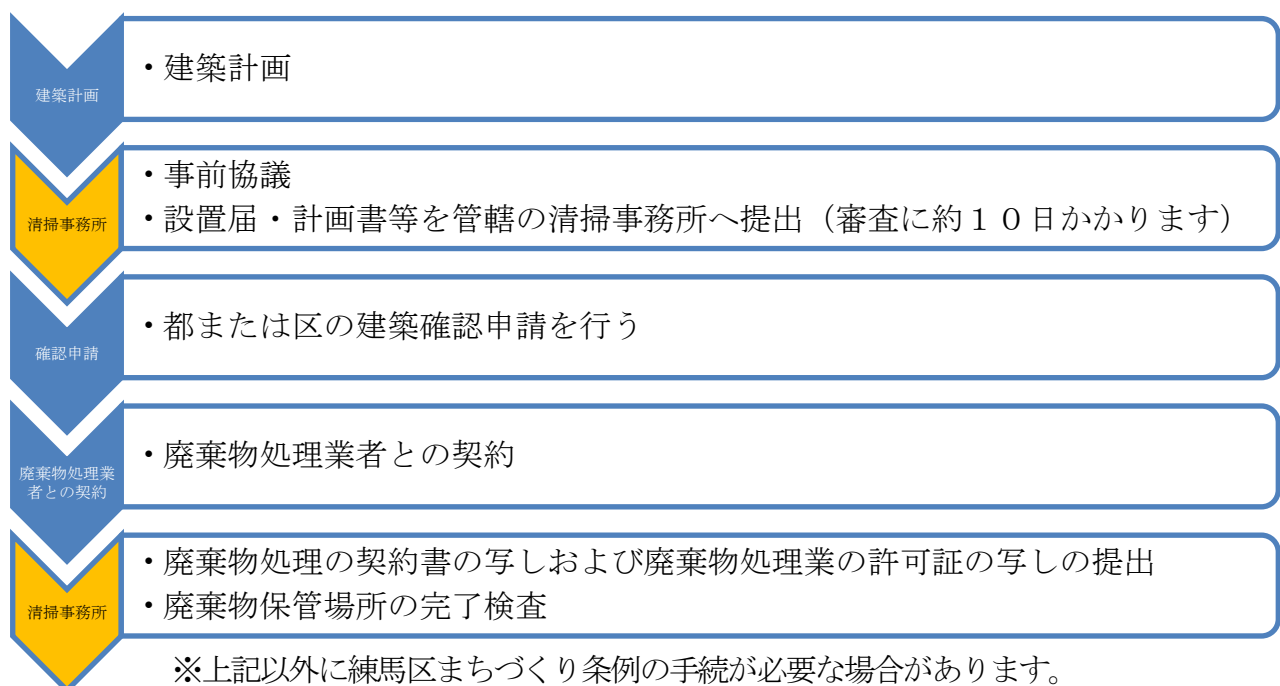 建築計画
・建築計画
清掃事務所
・事前協議
・設置届・計画書等を管轄の清掃事務所へ提出（審査に約１０日かかります）
確認申請
・都または区の建築確認申請を行う
廃棄物処理業
者との契約
・廃棄物処理業者との契約
清掃事務所
・廃棄物処理の契約書の写しおよび廃棄物処理業の許可証の写しの提出
・廃棄物保管場所の完了検査
※上記以外に練馬区まちづくり条例の手続が必要な場合があります。